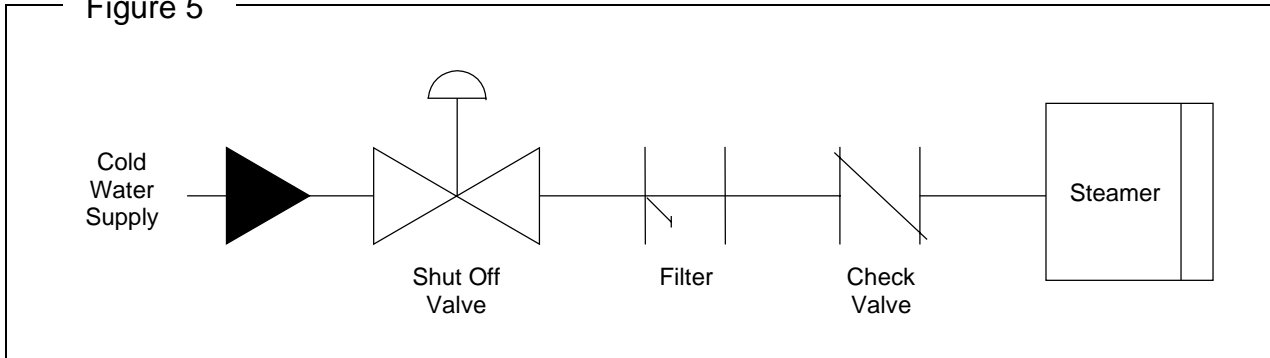 Figure 5
Cold
Water
Supply
Shut Off
Valve
Filter
Check
Valve
Steamer